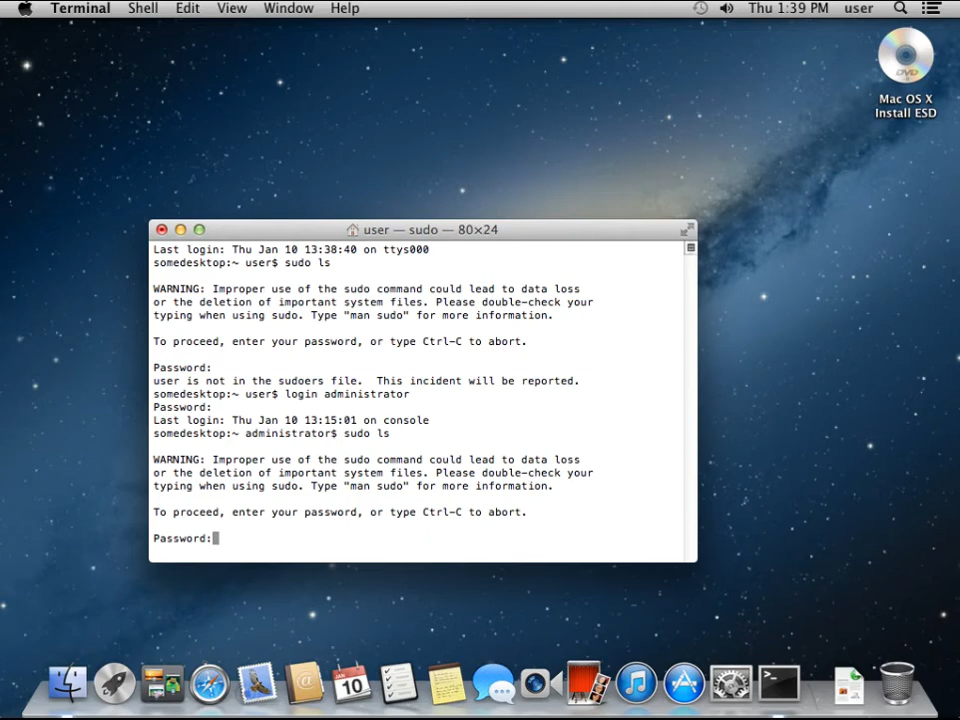 Terminal Shell Edit View Window Help Thu 1:39 PM user
DVD
Mac OS X
Install ESD
user — sudo — 80×24
Last login: Thu Jan 10 13:38:40 on ttys000
somedesktop:~ user$ sudo ls
WARNING: Improper use of the sudo command could lead to data loss
or the deletion of important system files. Please double-check your
typing when using sudo. Type "man sudo" for more information.
To proceed, enter your password, or type Ctrl-C to abort.
Password:
user is not in the sudoers file.  This incident will be reported.
somedesktop:~ user$ login administrator
Password:
Last login: Thu Jan 10 13:15:01 on console
somedesktop:~ administrator$ sudo ls
WARNING: Improper use of the sudo command could lead to data loss
or the deletion of important system files. Please double-check your
typing when using sudo. Type "man sudo" for more information.
To proceed, enter your password, or type Ctrl-C to abort.
Password:
@
10
>_